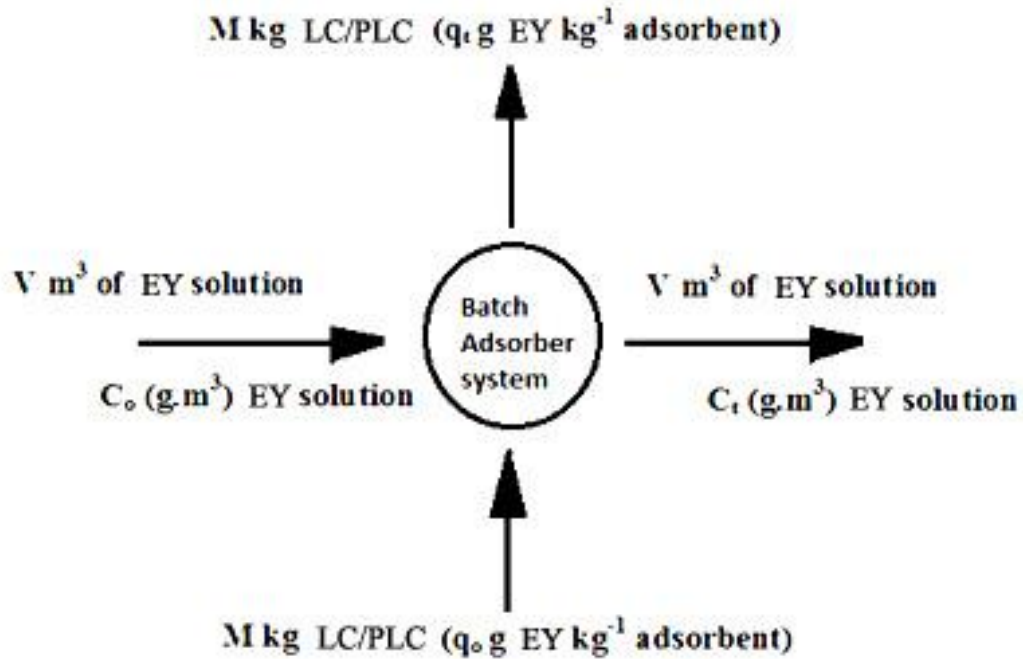 M kg LC/PLC (qₜ g EY kg⁻¹ adsorbent)
V m³ of EY solution
V m³ of EY solution
Batch
Adsorber
system
Cₒ (g.m³) EY solution
Cₜ (g.m³) EY solution
M kg LC/PLC (qₒ g EY kg⁻¹ adsorbent)